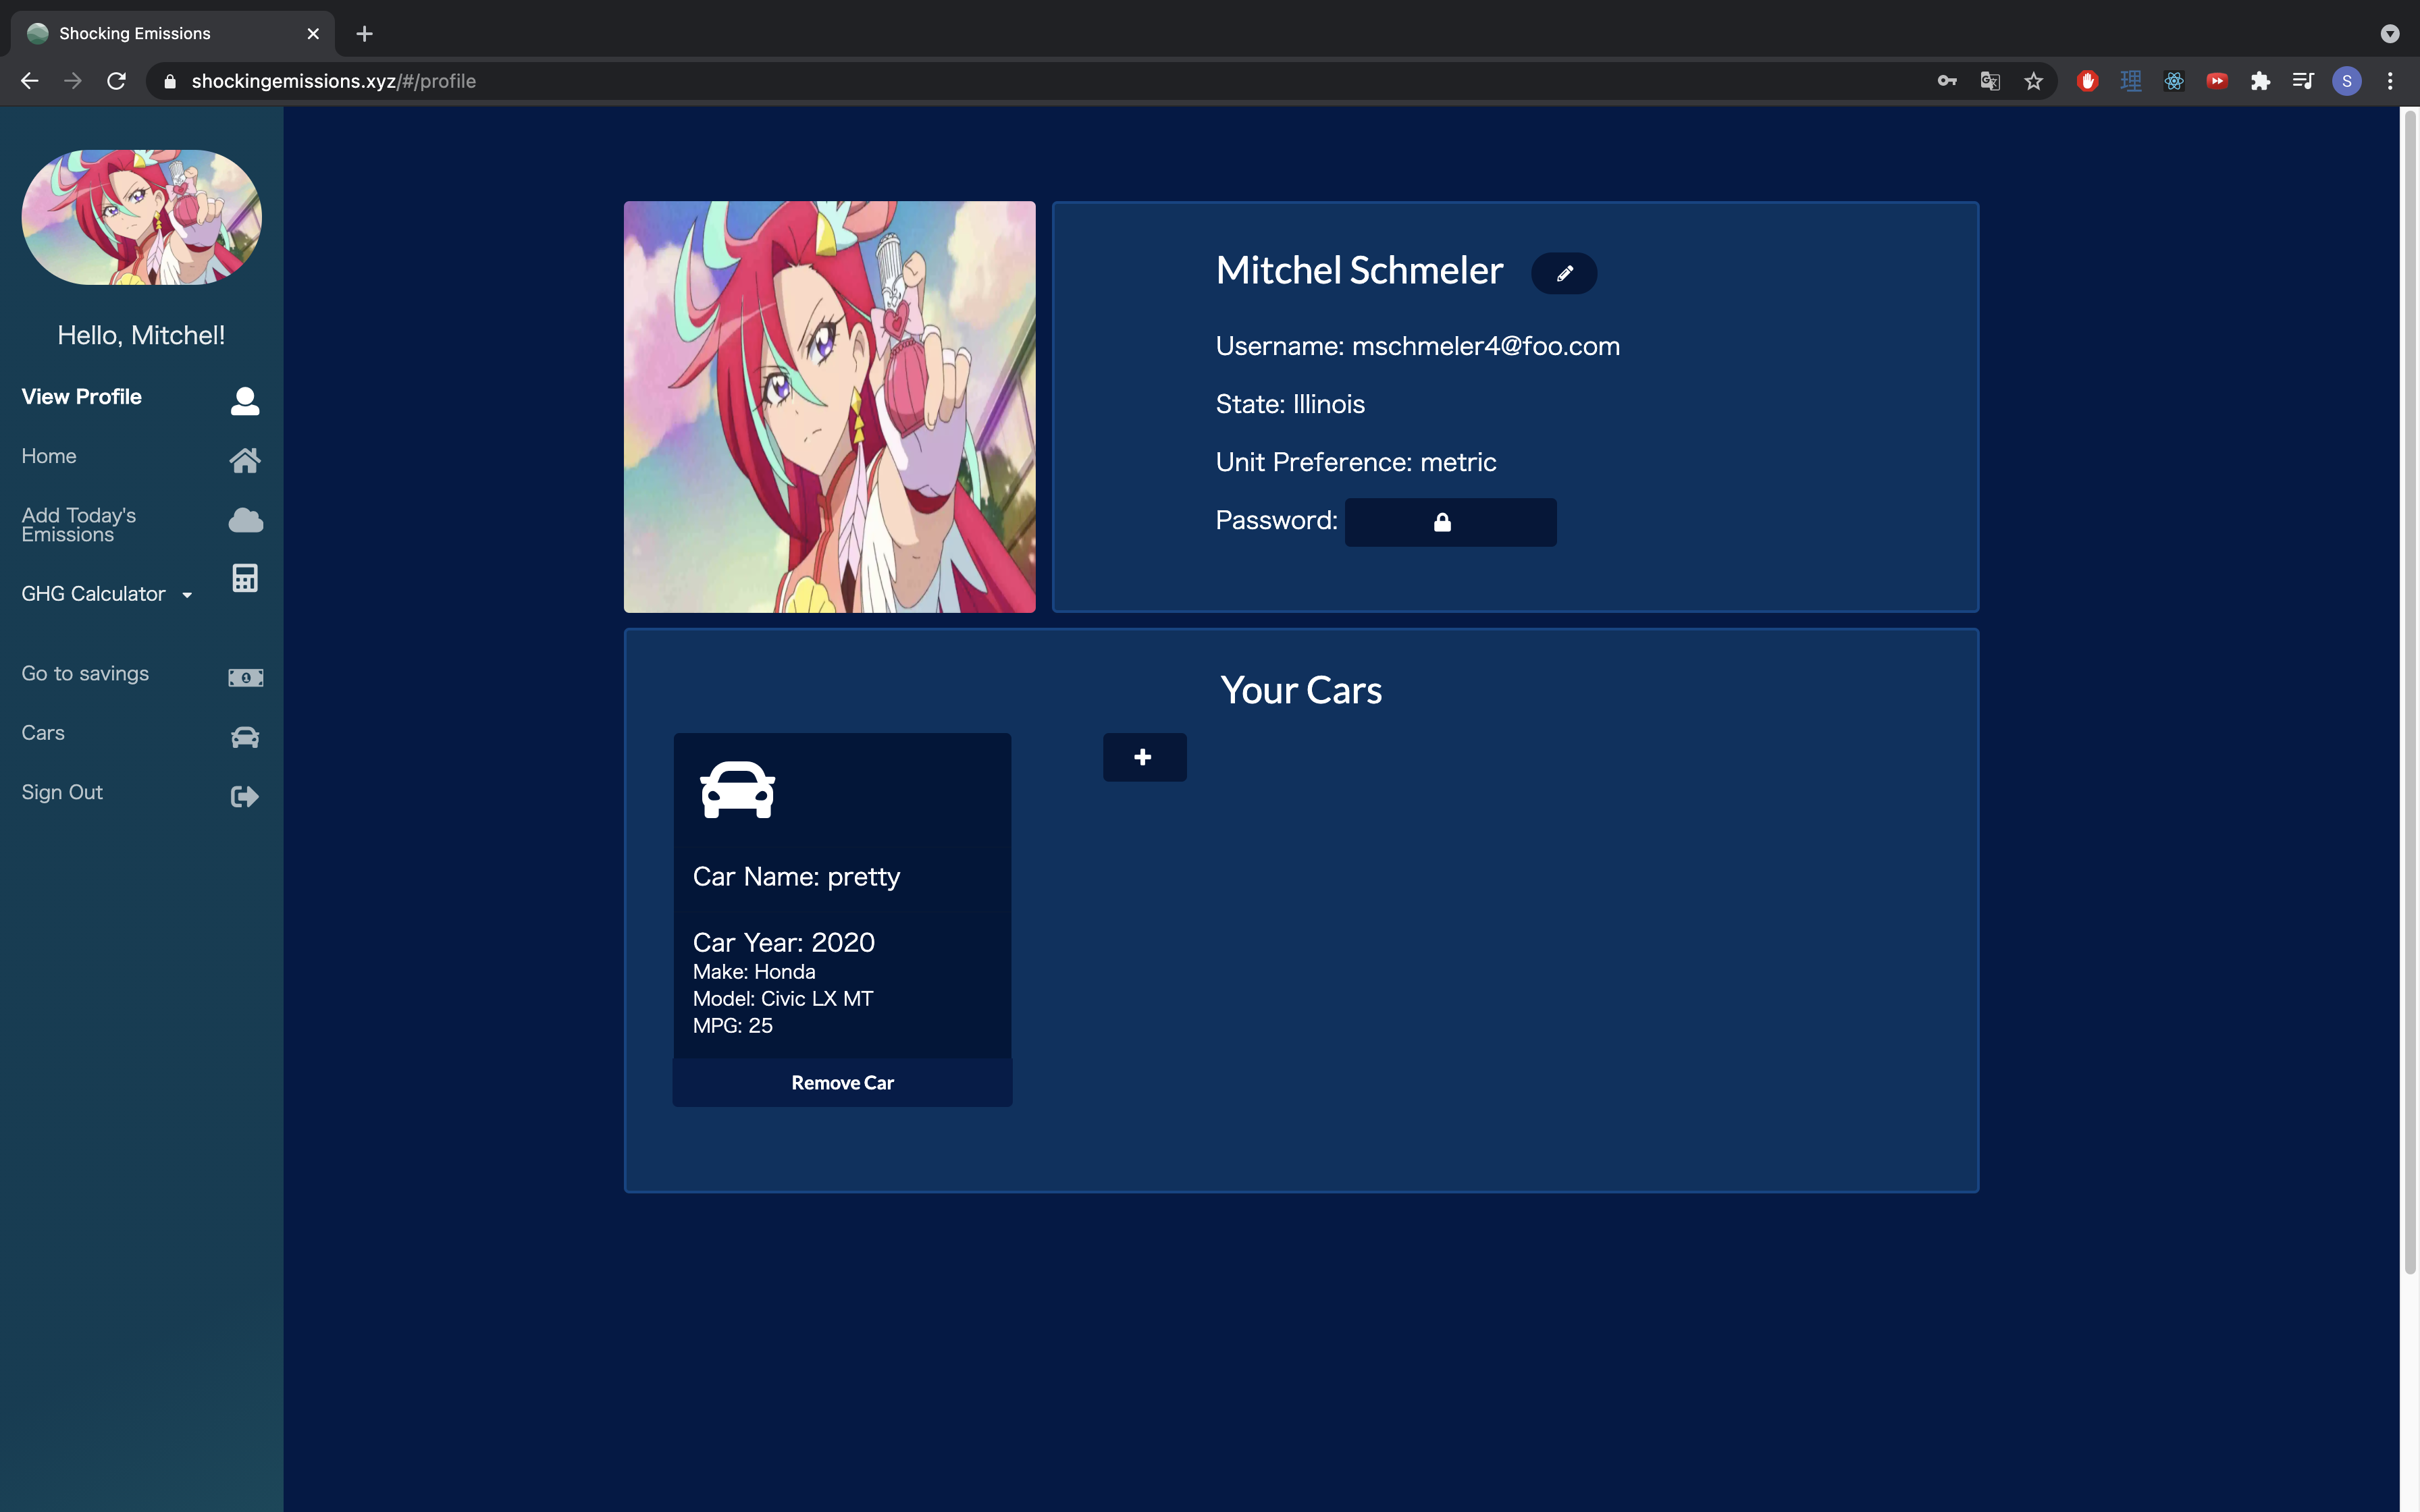 Shocking Emissions
shockingemissions.xyz/#/profile
S
Hello, Mitchel!
View Profile
Home
Add Today's
Emissions
GHG Calculator
Go to savings
1
Cars
Sign Out
Mitchel Schmeler
Username: mschmeler4@foo.com
State: Illinois
Unit Preference: metric
Password:
Your Cars
Car Name: pretty
Car Year: 2020
Make: Honda
Model: Civic LX MT
MPG: 25
Remove Car